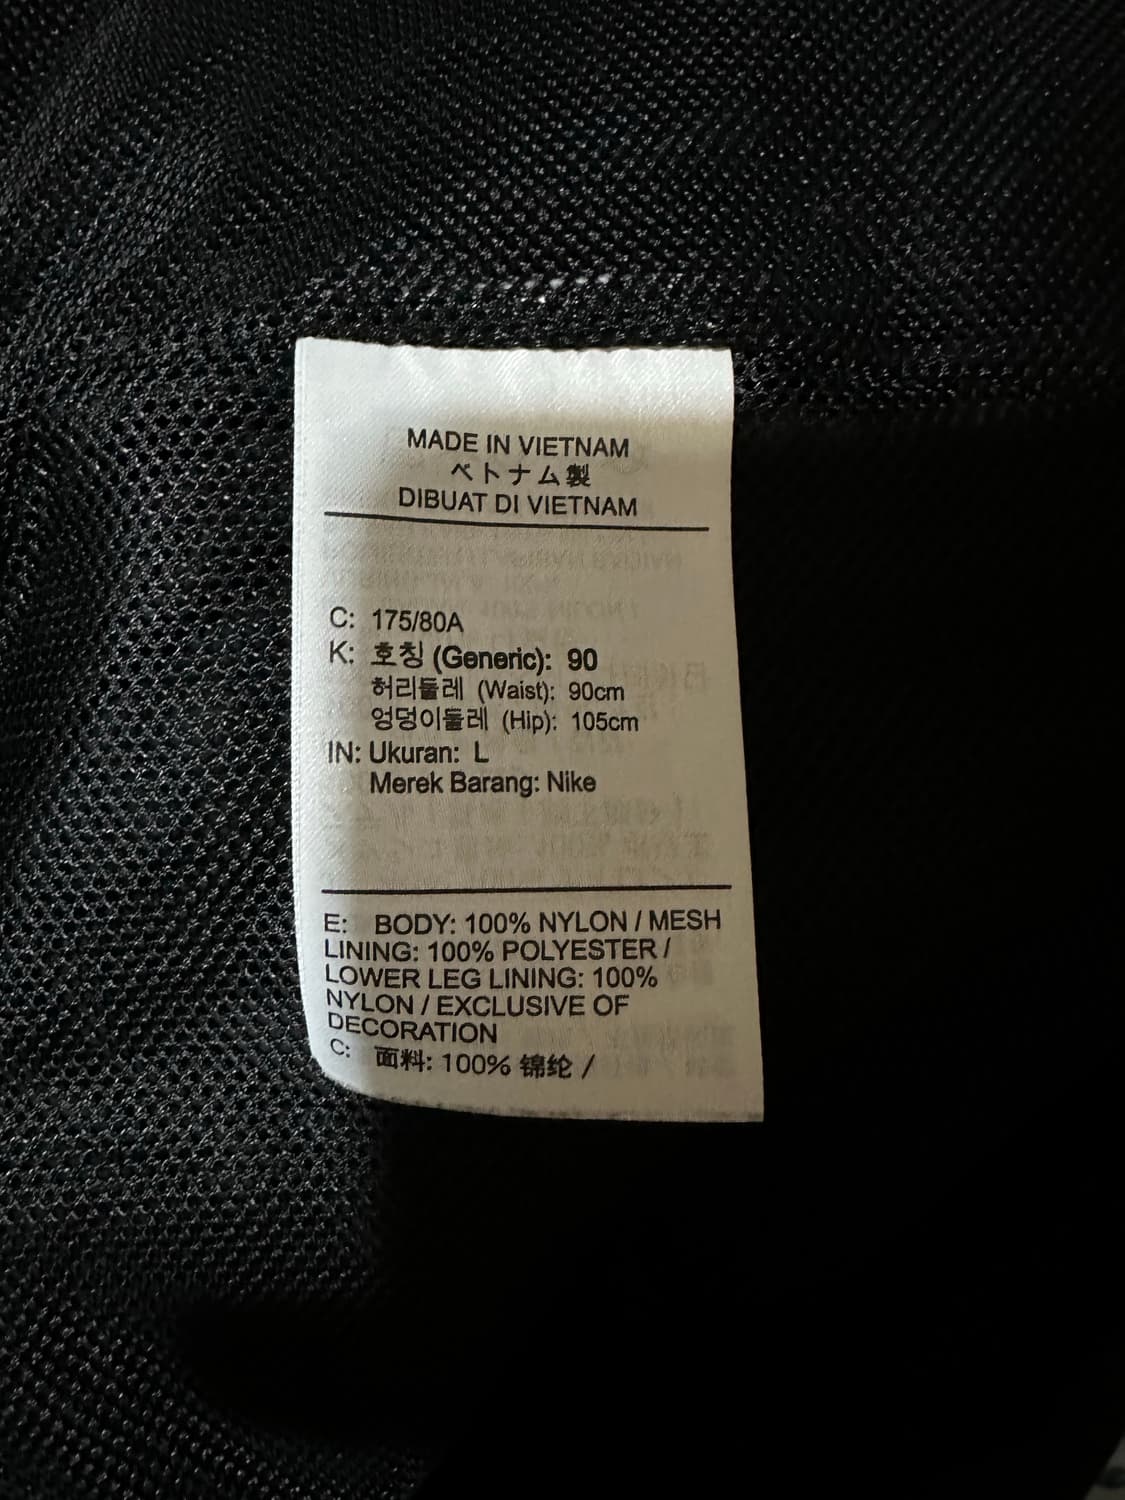 MADE IN VIETNAM
ベトナム製
DIBUAT DI VIETNAM
C: 175/80A
K: 호칭 (Generic): 90
허리둘레 (Waist): 90cm
엉덩이둘레 (Hip): 105cm
IN: Ukuran: L
Merek Barang: Nike
E: BODY: 100% NYLON / MESH
LINING: 100% POLYESTER /
LOWER LEG LINING: 100%
NYLON / EXCLUSIVE OF
DECORATION
C: 面料: 100% 锦纶 /